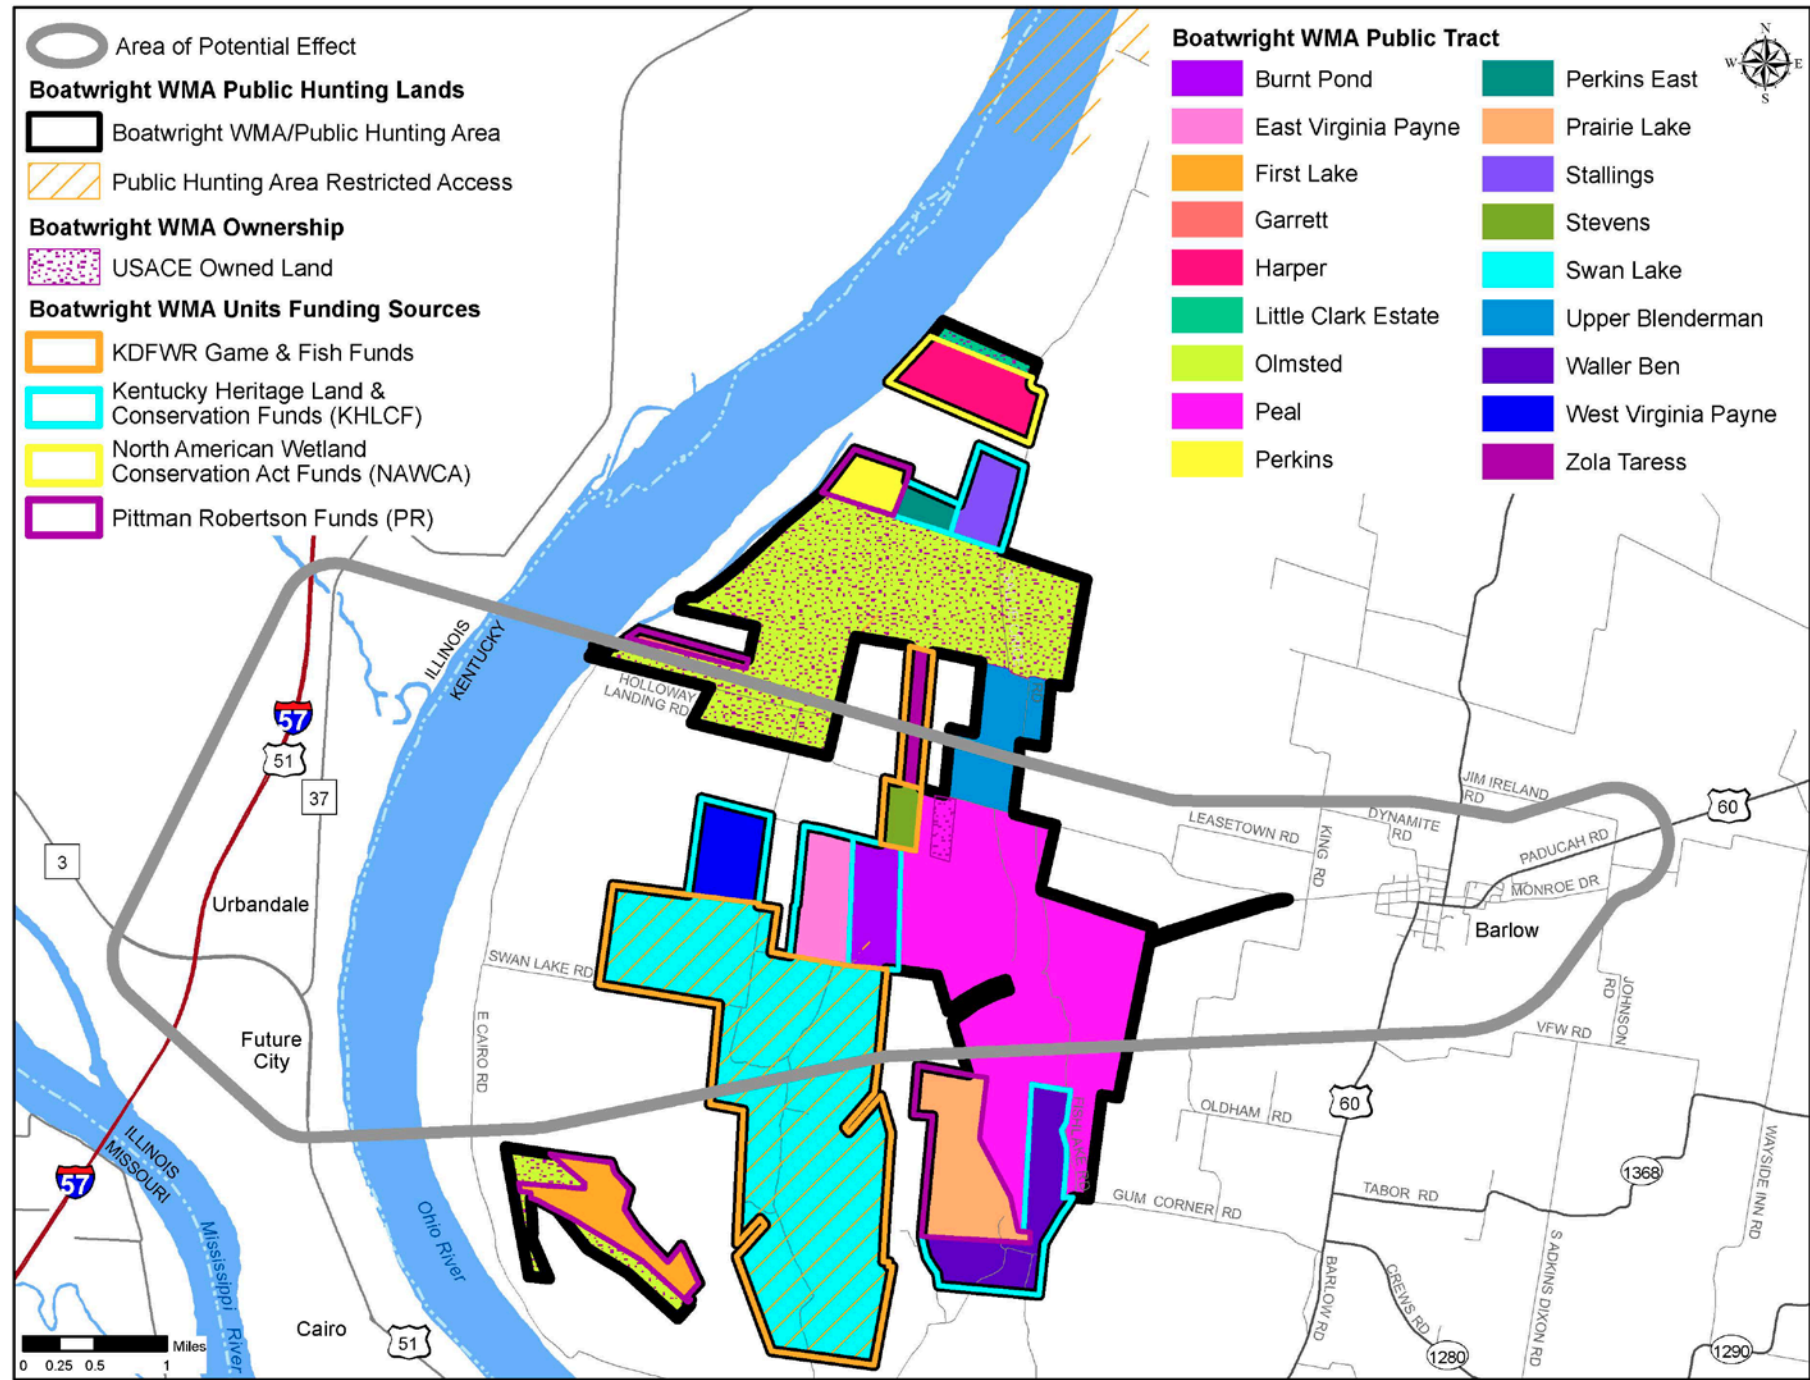 Area of Potential Effect
Boatwright WMA Public Hunting Lands
Boatwright WMA/Public Hunting Area
Public Hunting Area Restricted Access
Boatwright WMA Ownership
USACE Owned Land
Boatwright WMA Units Funding Sources
KDFWR Game & Fish Funds
Kentucky Heritage Land &
Conservation Funds (KHLCF)
North American Wetland
Conservation Act Funds (NAWCA)
Pittman Robertson Funds (PR)
Boatwright WMA Public Tract
Burnt Pond
East Virginia Payne
First Lake
Garrett
Harper
Little Clark Estate
Olmsted
Peal
Perkins
Perkins East
Prairie Lake
Stallings
Stevens
Swan Lake
Upper Blenderman
Waller Ben
West Virginia Payne
Zola Taress
N
W
E
S
ILLINOIS
KENTUCKY
HOLLOWAY
LANDING RD
RD
57
51
37
3
Urbandale
SWAN LAKE RD
E CAIRO RD
Future
City
ILLINOIS
MISSOURI
57
Mississippi
River
Ohio River
Cairo
51
Miles
0 0.25 0.5 1
JIM IRELAND
RD
DYNAMITE
RD
LEASETOWN RD
KING RD
PADUCAH RD
MONROE DR
60
Barlow
JOHNSON
RD
VFW RD
60
OLDHAM RD
FISHLAKE RD
GUM CORNER RD
TABOR RD
1368
WAYSIDE INN RD
S ADKINS DIXON RD
BARLOW RD
CREWS RD
1280
1290